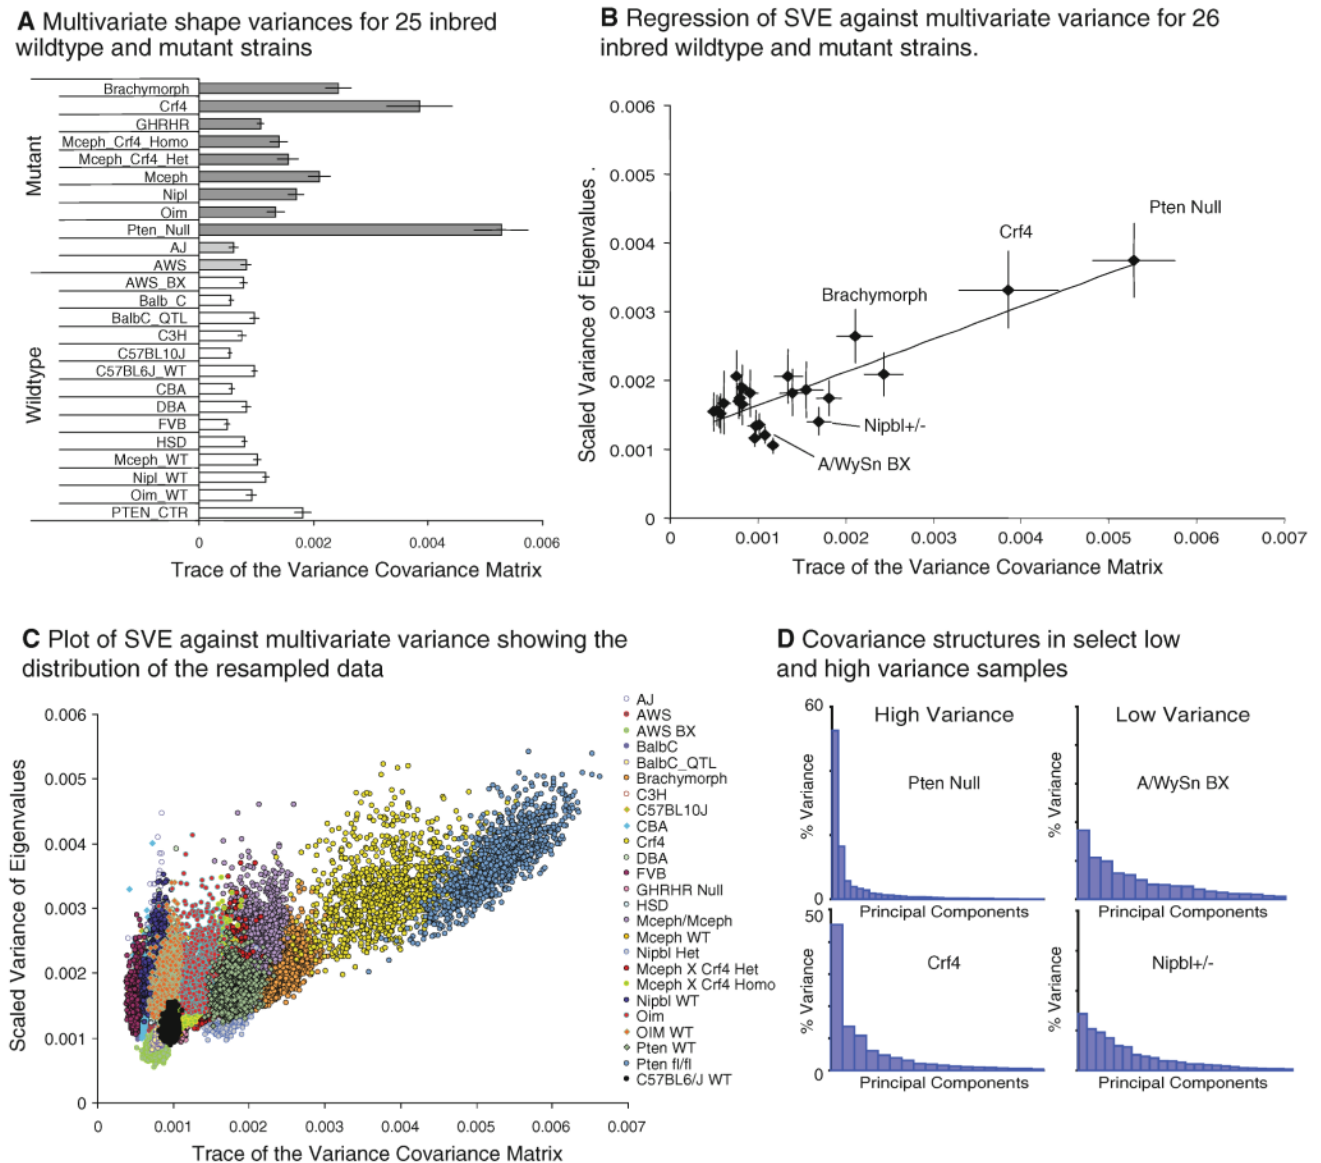 A Multivariate shape variances for 25 inbred
wildtype and mutant strains
Mutant
Wildtype
Brachymorph
Crf4
GHRHR
Mceph_Crf4_Homo
Mceph_Crf4_Het
Mceph
Nipl
Oim
Pten_Null
AJ
AWS
AWS_BX
Balb_C
BalbC_QTL
C3H
C57BL10J
C57BL6J_WT
CBA
DBA
FVB
HSD
Mceph_WT
Nipl_WT
Oim_WT
PTEN_CTR
0 0.002 0.004 0.006
Trace of the Variance Covariance Matrix
B Regression of SVE against multivariate variance for 26
inbred wildtype and mutant strains.
Scaled Variance of Eigenvalues .
0.006
0.005
0.004
0.003
0.002
0.001
0
Pten Null
Crf4
Brachymorph
Nipbl+/-
A/WySn BX
0 0.001 0.002 0.003 0.004 0.005 0.006 0.007
Trace of the Variance Covariance Matrix
C Plot of SVE against multivariate variance showing the
distribution of the resampled data
Scaled Variance of Eigenvalues
0.006
0.005
0.004
0.003
0.002
0.001
0
0 0.001 0.002 0.003 0.004 0.005 0.006 0.007
Trace of the Variance Covariance Matrix
AJ
AWS
AWS BX
BalbC
BalbC_QTL
Brachymorph
C3H
C57BL10J
CBA
Crf4
DBA
FVB
GHRHR Null
HSD
Mceph/Mceph
Mceph WT
Nipbl Het
Mceph X Crf4 Het
Mceph X Crf4 Homo
Nipbl WT
Oim
OIM WT
Pten WT
Pten fl/fl
C57BL6/J WT
D Covariance structures in select low
and high variance samples
60
High Variance
Pten Null
% Variance
0
Principal Components
Low Variance
A/WySn BX
% Variance
Principal Components
50
Crf4
% Variance
0
Principal Components
Nipbl+/-
% Variance
Principal Components